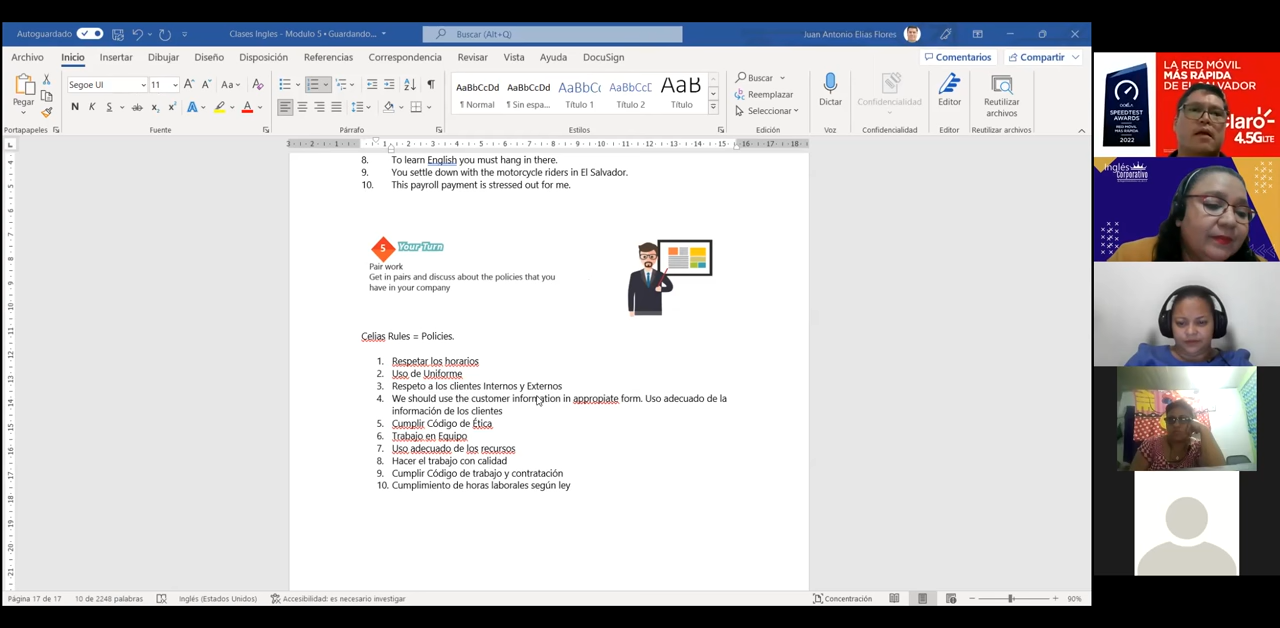 Autoguardado
Clases Ingles - Modulo 5 • Guardando...
Buscar (Alt+Q)
Juan Antonio Elias Flores
Archivo Inicio Insertar Dibujar Diseño Disposición Referencias Correspondencia Revisar Vista Ayuda DocuSign
Comentarios Compartir
Pegar
Segoe UI 11
N K S ab x₂ x²
AaBbCcDd AaBbCcDd AaBbCc AaBbCcD AaB
¶ Normal ¶ Sin espa... Título 1 Título 2 Título
Buscar
Reemplazar
Seleccionar
Dictar
Confidencialidad
Editor
Reutilizar archivos
Portapapeles Fuente Párrafo Estilos Edición Voz Confidencialidad Editor Reutilizar archivos
8. To learn English you must hang in there.
9. You settle down with the motorcycle riders in El Salvador.
10. This payroll payment is stressed out for me.
5 Your Turn
Pair work
Get in pairs and discuss about the policies that you
have in your company
Celias Rules = Policies.
1. Respetar los horarios
2. Uso de Uniforme
3. Respeto a los clientes Internos y Externos
4. We should use the customer information in appropiate form. Uso adecuado de la
información de los clientes
5. Cumplir Código de Ética
6. Trabajo en Equipo
7. Uso adecuado de los recursos
8. Hacer el trabajo con calidad
9. Cumplir Código de trabajo y contratación
10. Cumplimiento de horas laborales según ley
Página 17 de 17 10 de 2248 palabras Inglés (Estados Unidos) Accesibilidad: es necesario investigar
Concentración
90%
LA RED MÓVIL
MÁS RÁPIDA
DE EL SALVADOR
SPEEDTEST
AWARDS
2022
Claro
4.5G LTE
Inglés
Corporativo